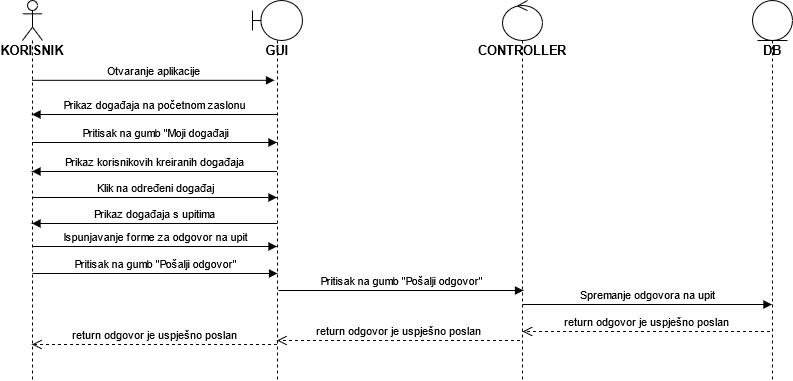 KORISNIK
GUI
CONTROLLER
DB
Otvaranje aplikacije
Prikaz događaja na početnom zaslonu
Pritisak na gumb "Moji događaji
Prikaz korisnikovih kreiranih događaja
Klik na određeni događaj
Prikaz događaja s upitima
Ispunjavanje forme za odgovor na upit
Pritisak na gumb "Pošalji odgovor"
Pritisak na gumb "Pošalji odgovor"
Spremanje odgovora na upit
return odgovor je uspješno poslan
return odgovor je uspješno poslan
return odgovor je uspješno poslan